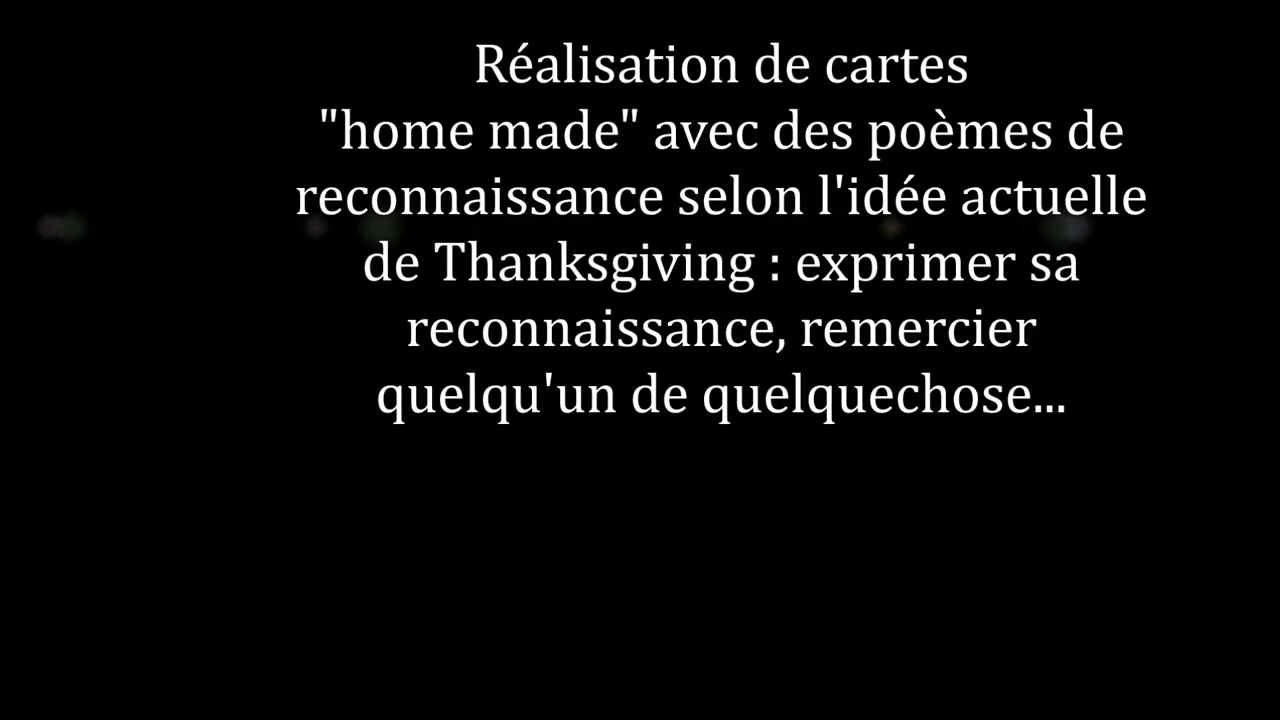 Réalisation de cartes
"home made" avec des poèmes de
reconnaissance selon l'idée actuelle
de Thanksgiving : exprimer sa
reconnaissance, remercier
quelqu'un de quelquechose...